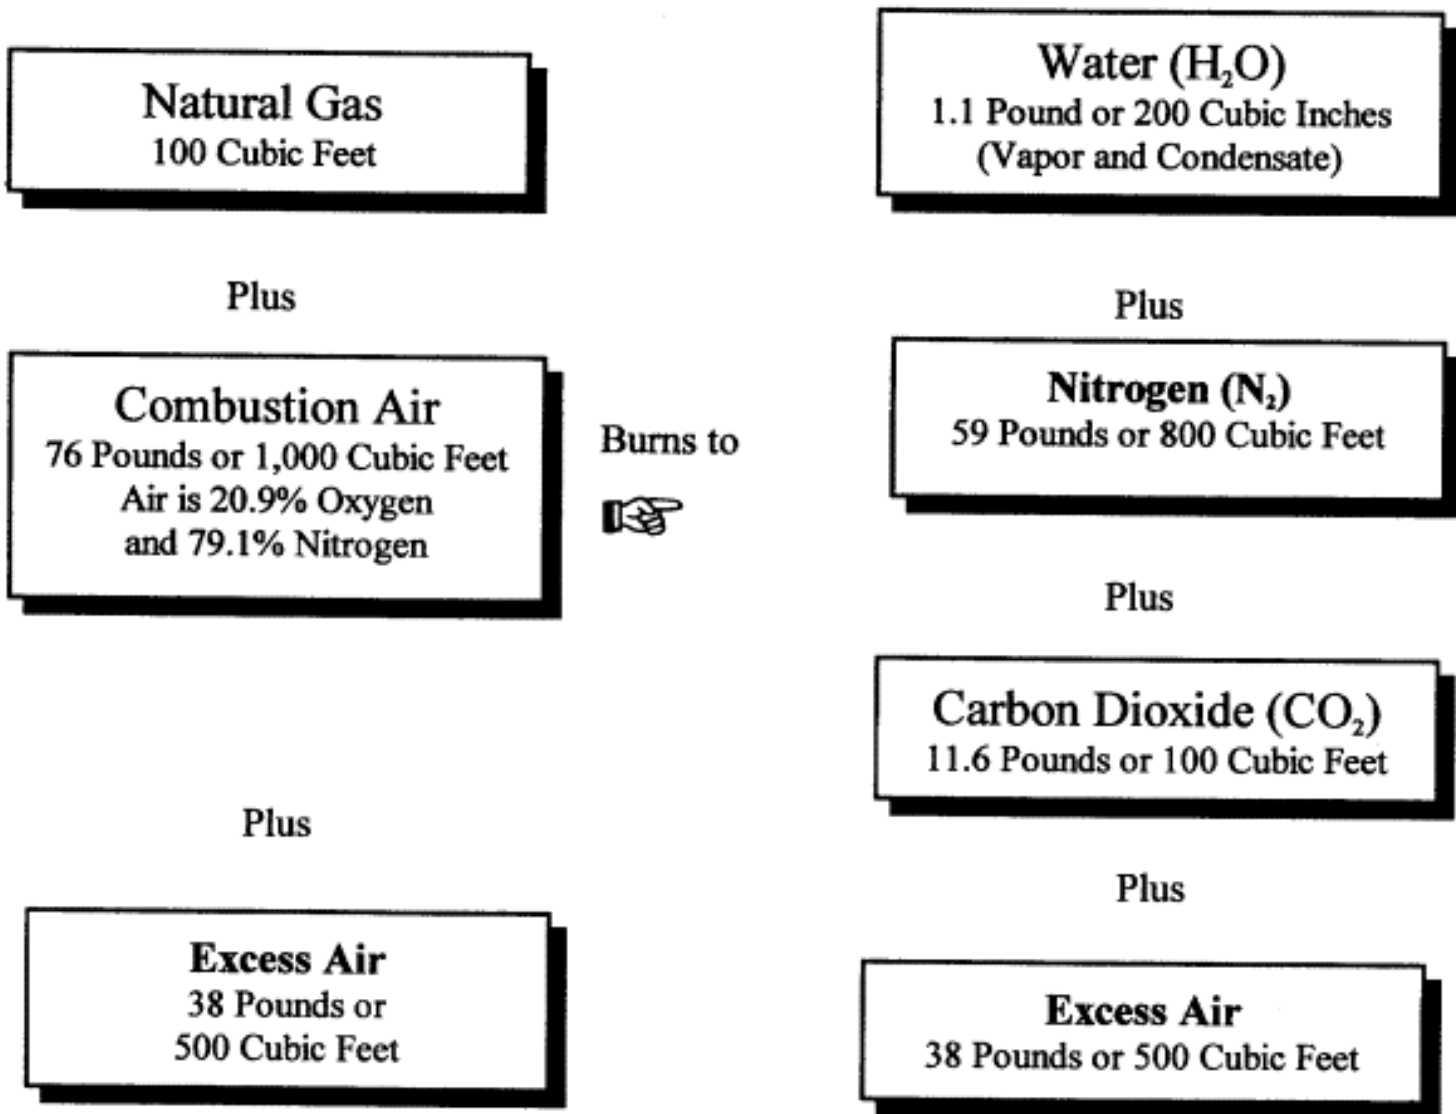 Natural Gas
100 Cubic Feet
Plus
Combustion Air
76 Pounds or 1,000 Cubic Feet
Air is 20.9% Oxygen
and 79.1% Nitrogen
Plus
Excess Air
38 Pounds or
500 Cubic Feet
Burns to
Water (H₂O)
1.1 Pound or 200 Cubic Inches
(Vapor and Condensate)
Plus
Nitrogen (N₂)
59 Pounds or 800 Cubic Feet
Plus
Carbon Dioxide (CO₂)
11.6 Pounds or 100 Cubic Feet
Plus
Excess Air
38 Pounds or 500 Cubic Feet